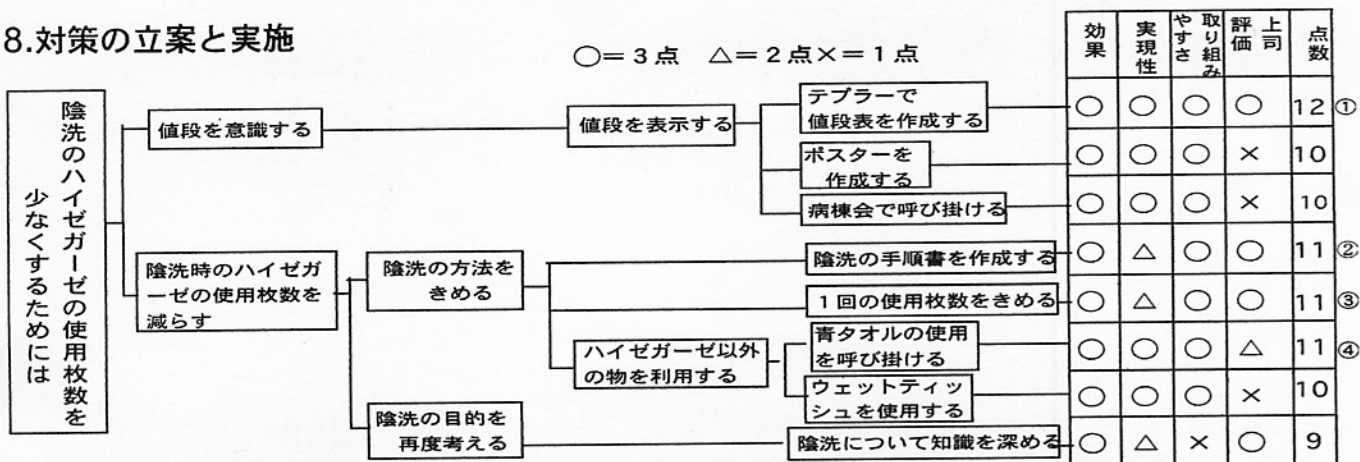 8.対策の立案と実施
○=3点 △=2点×=1点
効果
実現性
取り組み
やすさ
上司
評価
点数
陰洗のハイゼガーゼの使用枚数を
少なくするためには
値段を意識する
値段を表示する
テプラーで
値段表を作成する
○ ○ ○ ○ 12 ①
ポスターを
作成する
○ ○ ○ × 10
病棟会で呼び掛ける
○ ○ ○ × 10
陰洗時のハイゼガ
ーゼの使用枚数を
減らす
陰洗の方法を
きめる
陰洗の手順書を作成する
○ △ ○ ○ 11 ②
1回の使用枚数をきめる
○ △ ○ ○ 11 ③
ハイゼガーゼ以外
の物を利用する
青タオルの使用
を呼び掛ける
○ ○ ○ △ 11 ④
ウェットティッ
シュを使用する
○ ○ ○ × 10
陰洗の目的を
再度考える
陰洗について知識を深める
○ △ × ○ 9